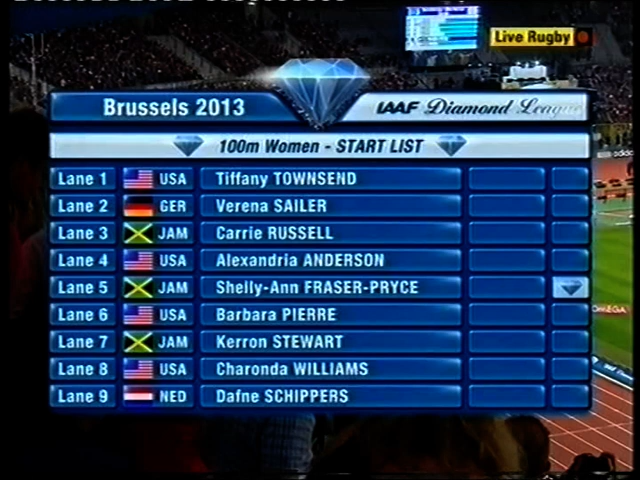 Live Rugby
Brussels 2013 IAAF Diamond League
100m Women - START LIST
Lane 1 USA Tiffany TOWNSEND
Lane 2 GER Verena SAILER
Lane 3 JAM Carrie RUSSELL
Lane 4 USA Alexandria ANDERSON
Lane 5 JAM Shelly-Ann FRASER-PRYCE
Lane 6 USA Barbara PIERRE
Lane 7 JAM Kerron STEWART
Lane 8 USA Charonda WILLIAMS
Lane 9 NED Dafne SCHIPPERS